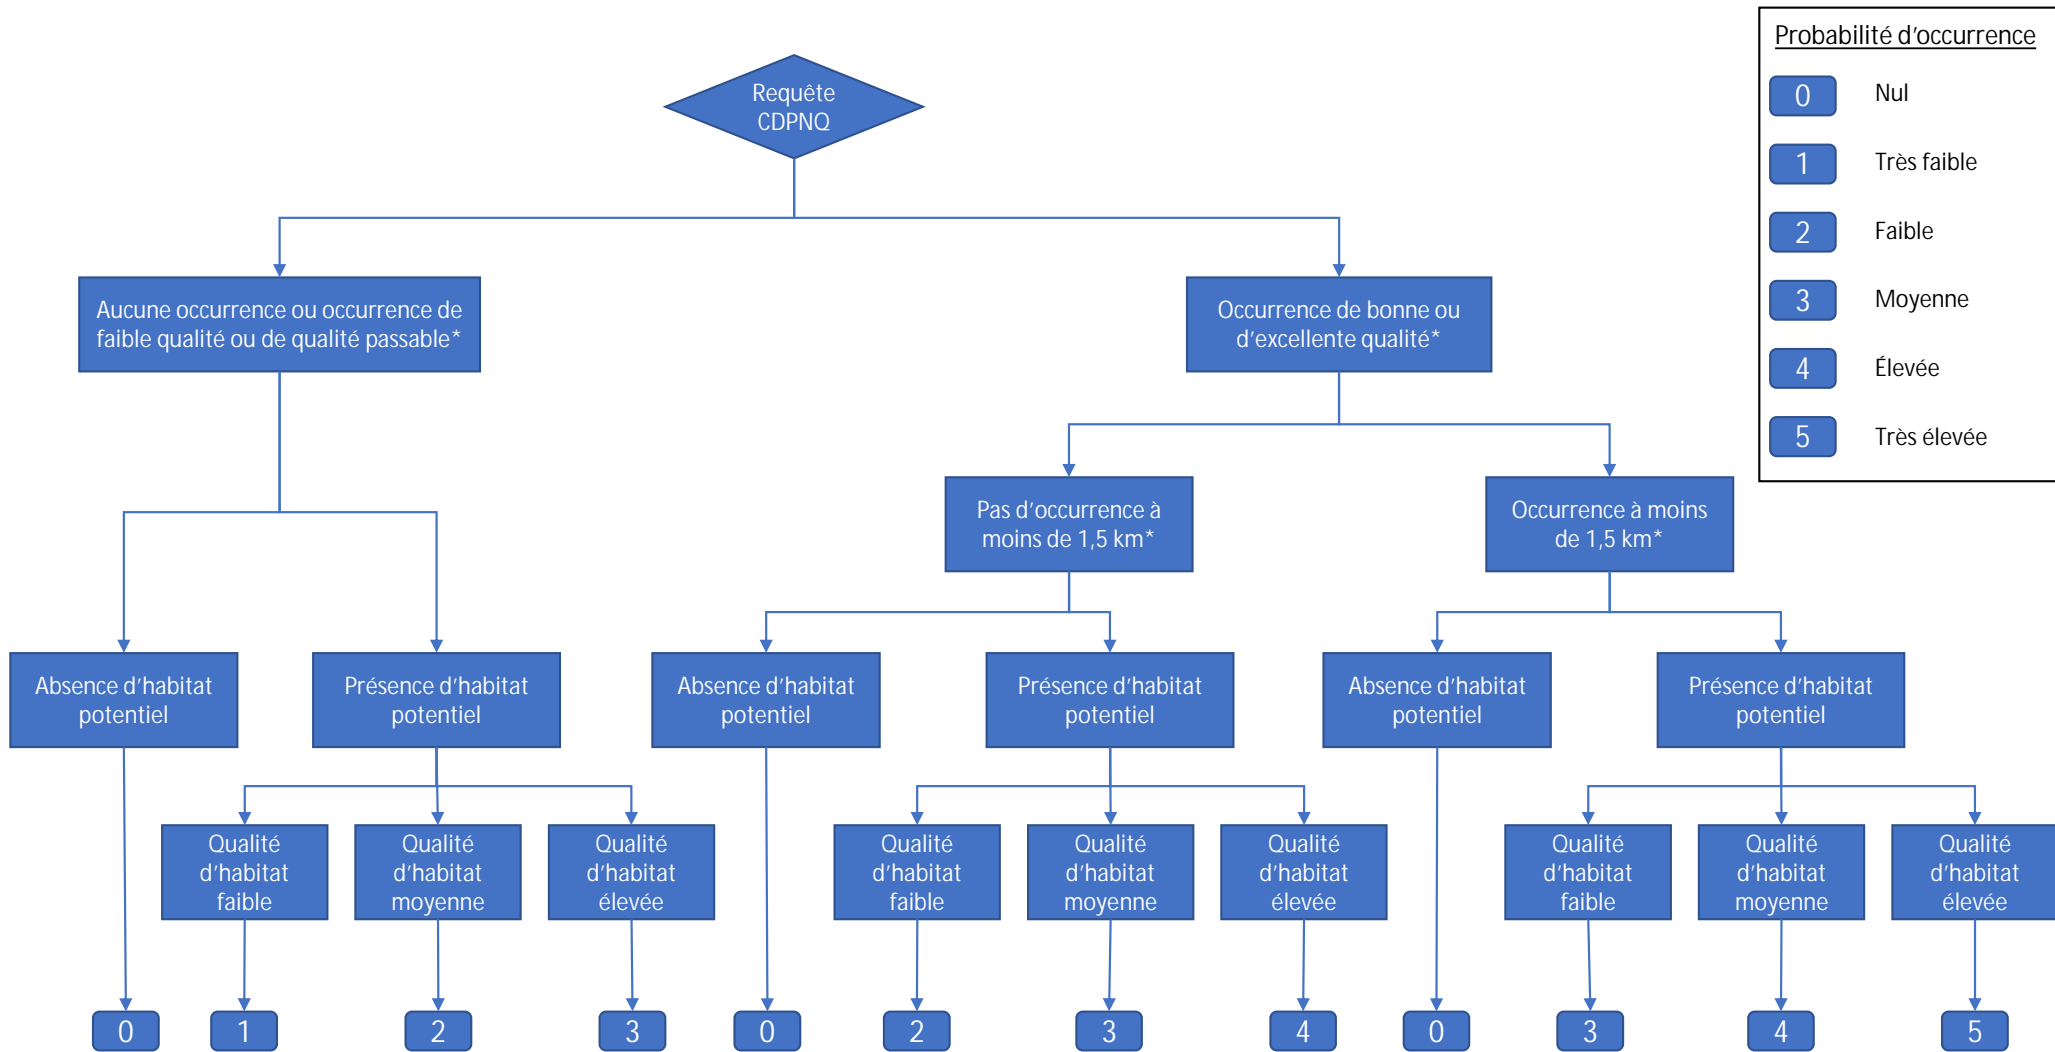 Probabilité d'occurrence
0 Nul
1 Très faible
2 Faible
3 Moyenne
4 Élevée
5 Très élevée
Requête
CDPNQ
Aucune occurrence ou occurrence de
faible qualité ou de qualité passable*
Occurrence de bonne ou
d'excellente qualité*
Pas d'occurrence à
moins de 1,5 km*
Occurrence à moins
de 1,5 km*
Absence d'habitat
potentiel
Présence d'habitat
potentiel
Absence d'habitat
potentiel
Présence d'habitat
potentiel
Absence d'habitat
potentiel
Présence d'habitat
potentiel
Qualité
d'habitat
faible
Qualité
d'habitat
moyenne
Qualité
d'habitat
élevée
Qualité
d'habitat
faible
Qualité
d'habitat
moyenne
Qualité
d'habitat
élevée
Qualité
d'habitat
faible
Qualité
d'habitat
moyenne
Qualité
d'habitat
élevée
0
1
2
3
0
2
3
4
0
3
4
5